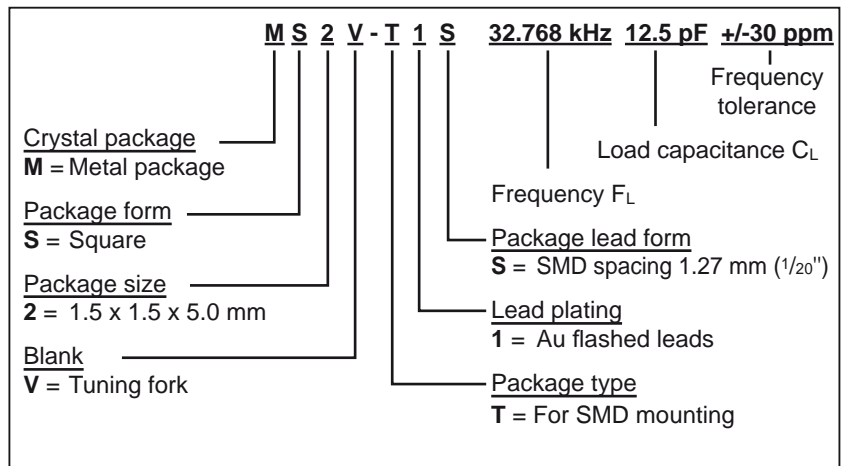 M S 2 V - T 1 S 32.768 kHz 12.5 pF +/-30 ppm
Frequency
tolerance
Load capacitance CL
Frequency FL
Crystal package
M = Metal package
Package form
S = Square
Package size
2 = 1.5 x 1.5 x 5.0 mm
Blank
V = Tuning fork
Package lead form
S = SMD spacing 1.27 mm (1/20")
Lead plating
1 = Au flashed leads
Package type
T = For SMD mounting